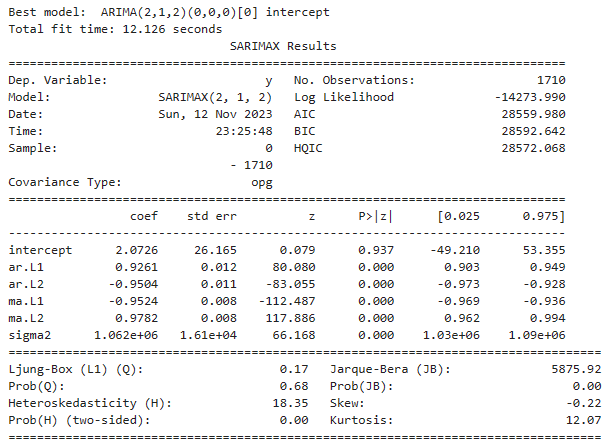 Best model:  ARIMA(2,1,2)(0,0,0)[0] intercept
Total fit time: 12.126 seconds
                               SARIMAX Results
==============================================================================
Dep. Variable:                      y   No. Observations:                 1710
Model:               SARIMAX(2, 1, 2)   Log Likelihood              -14273.990
Date:                Sun, 12 Nov 2023   AIC                          28559.980
Time:                        23:25:48   BIC                          28592.642
Sample:                             0   HQIC                         28572.068
                               - 1710
Covariance Type:                  opg
==============================================================================
                 coef    std err          z      P>|z|      [0.025      0.975]
------------------------------------------------------------------------------
intercept      2.0726     26.165      0.079      0.937     -49.210      53.355
ar.L1          0.9261      0.012     80.080      0.000       0.903       0.949
ar.L2         -0.9504      0.011    -83.055      0.000      -0.973      -0.928
ma.L1         -0.9524      0.008   -112.487      0.000      -0.969      -0.936
ma.L2          0.9782      0.008    117.886      0.000       0.962       0.994
sigma2      1.062e+06   1.61e+04     66.168      0.000    1.03e+06    1.09e+06
===================================================================================
Ljung-Box (L1) (Q):                   0.17   Jarque-Bera (JB):              5875.92
Prob(Q):                              0.68   Prob(JB):                         0.00
Heteroskedasticity (H):              18.35   Skew:                            -0.22
Prob(H) (two-sided):                  0.00   Kurtosis:                        12.07
===================================================================================